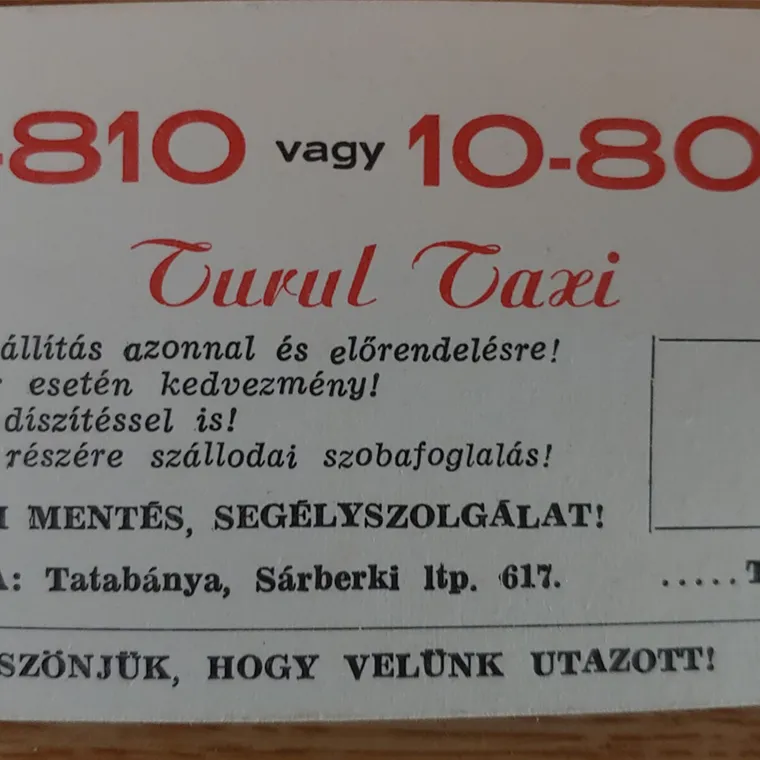 -810 vagy 10-80
Turul Taxi
állítás azonnal és előrendelésre!
esetén kedvezmény!
díszítéssel is!
részére szállodai szobafoglalás!
I MENTÉS, SEGÉLYSZOLGÁLAT!
A: Tatabánya, Sárberki ltp. 617.
.....T
SZÖNJÜK, HOGY VELÜNK UTAZOTT!